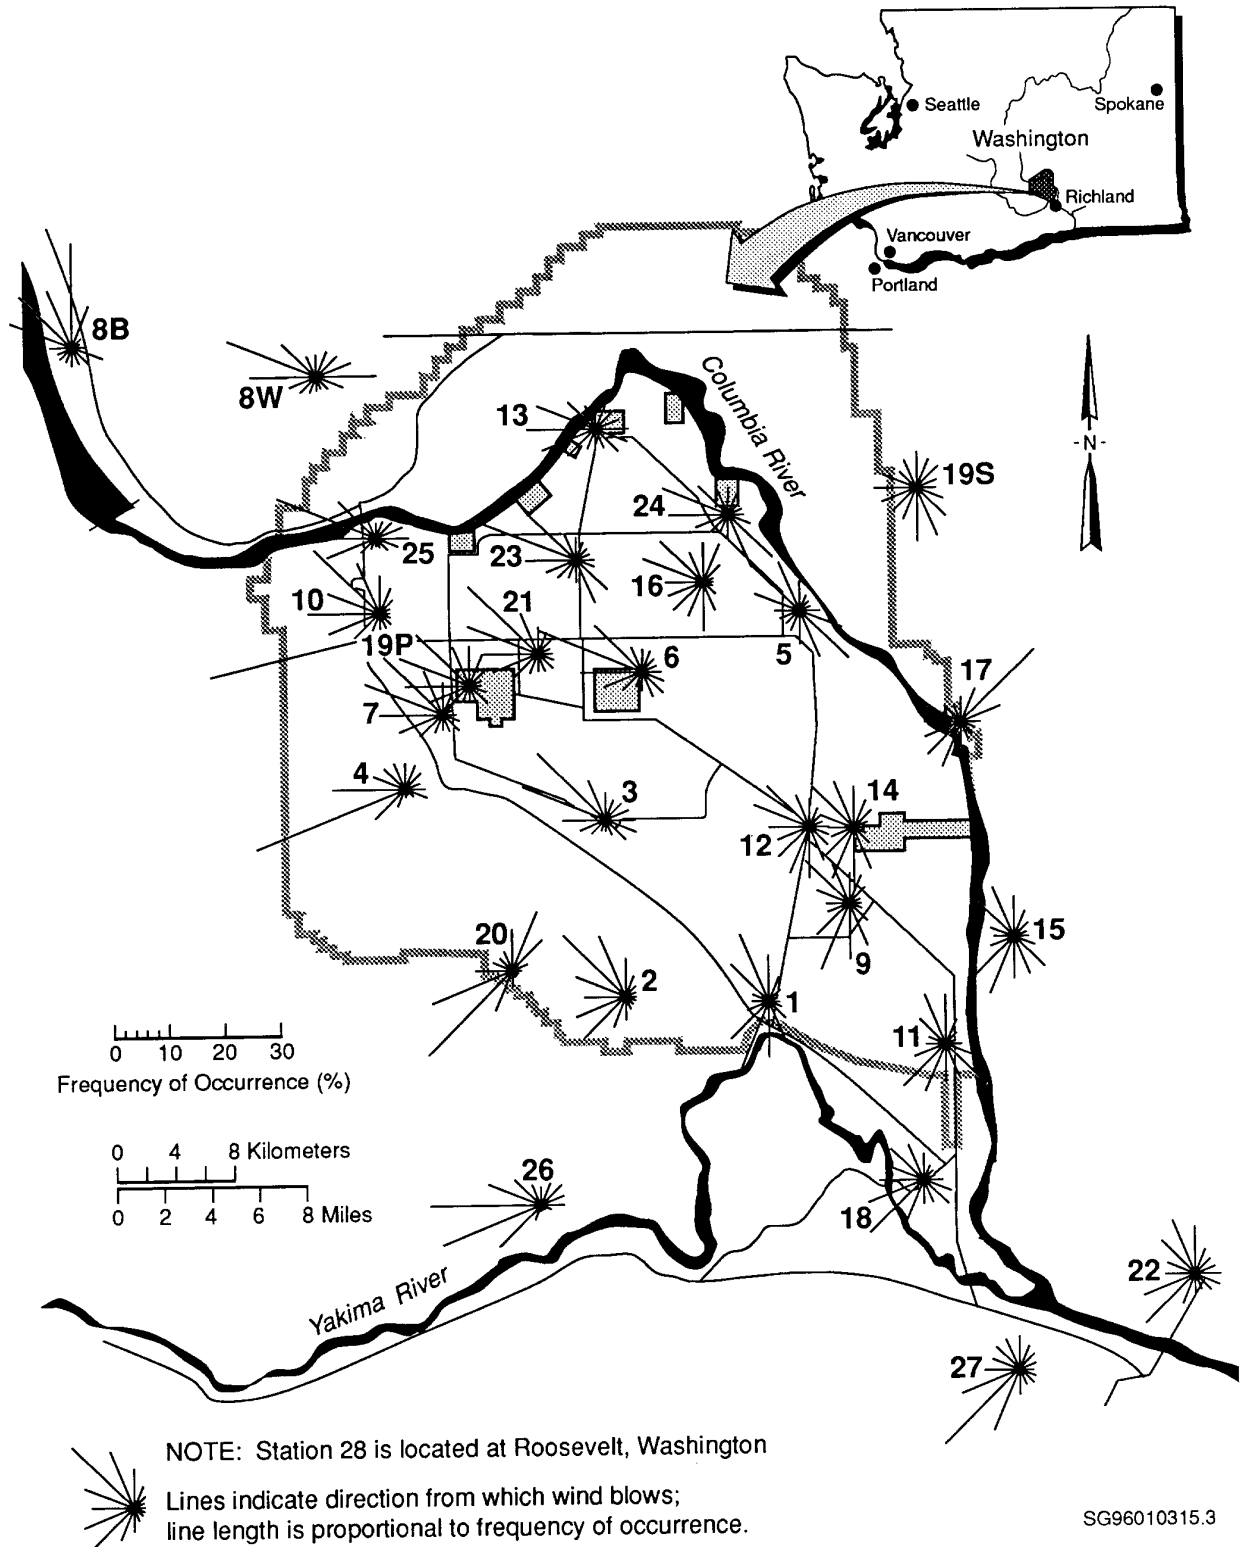 Seattle
Spokane
Washington
Richland
Vancouver
Portland
8B
8W
Columbia River
13
-N-
19S
24
25
23
16
10
21
19P
6
5
17
7
4
3
14
12
15
20
2
9
1
11
0 10 20 30
Frequency of Occurrence (%)
0 4 8 Kilometers
0 2 4 6 8 Miles
26
18
22
Yakima River
27
NOTE: Station 28 is located at Roosevelt, Washington
Lines indicate direction from which wind blows;
line length is proportional to frequency of occurrence.
SG96010315.3